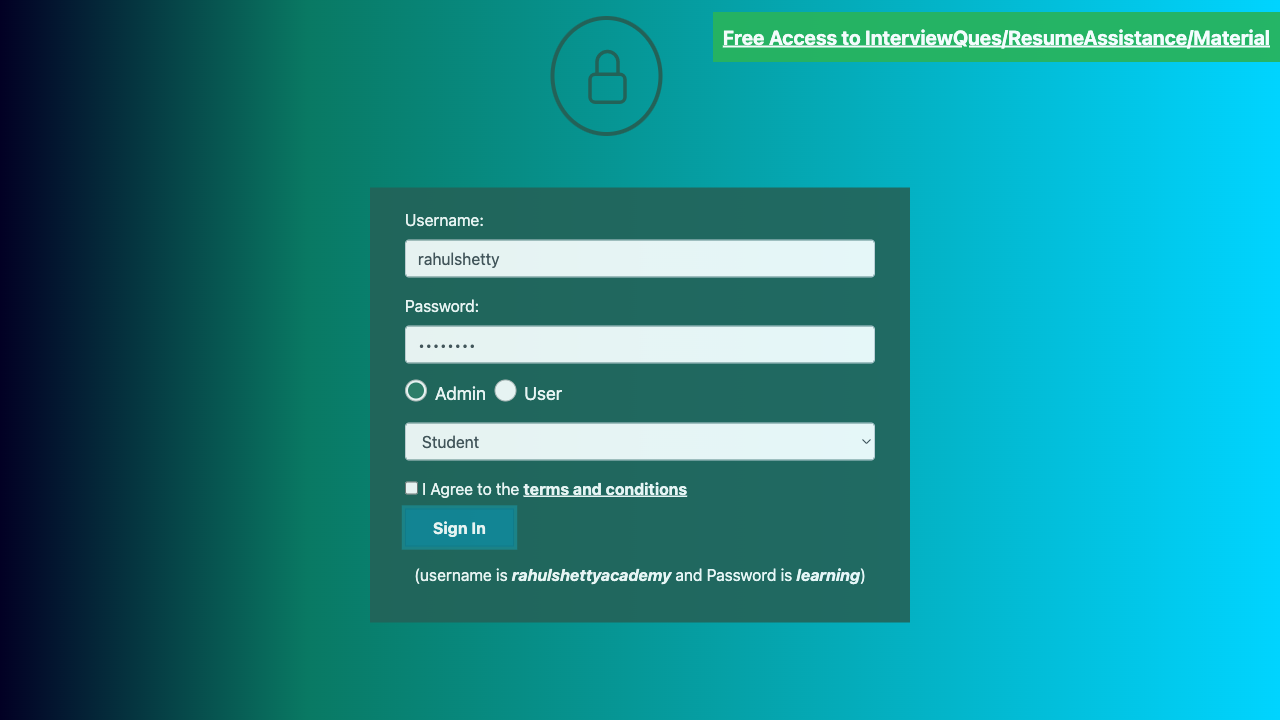 Free Access to InterviewQues/ResumeAssistance/Material
Username:
rahulshetty
Password:
••••••••
Admin User
Student
I Agree to the terms and conditions
Sign In
(username is rahulshettyacademy and Password is learning)